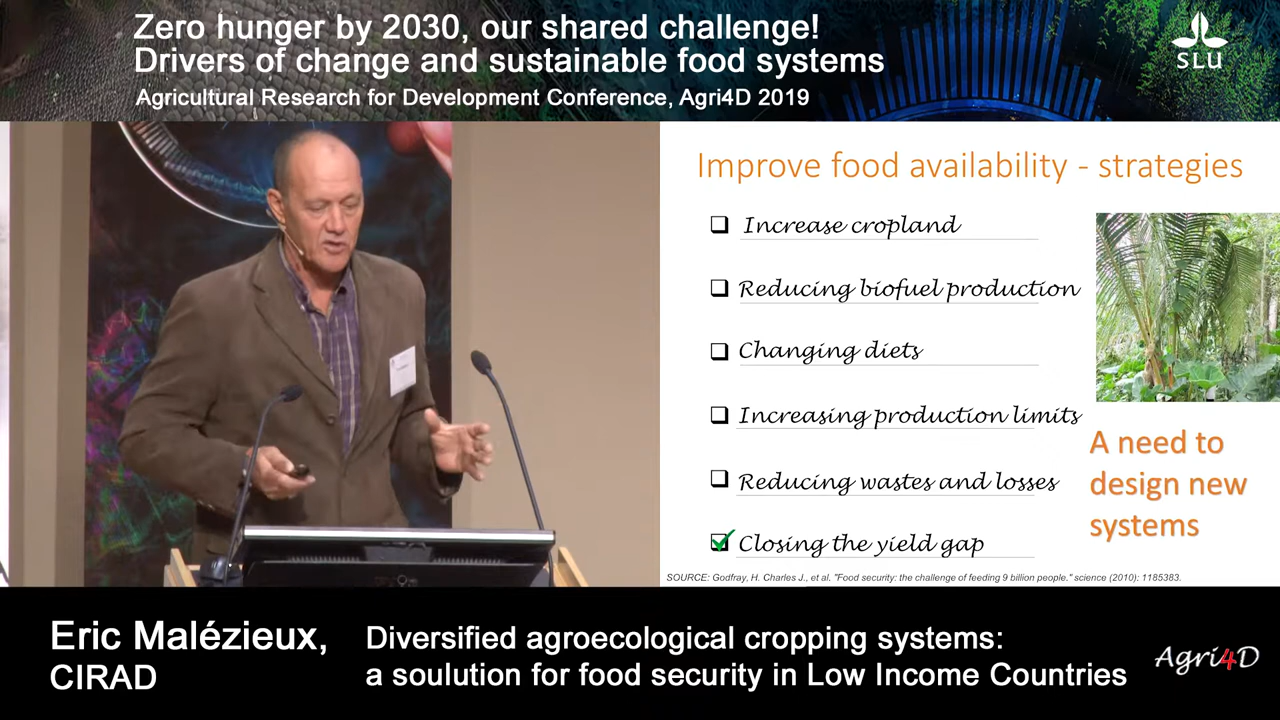 Zero hunger by 2030, our shared challenge!
Drivers of change and sustainable food systems
Agricultural Research for Development Conference, Agri4D 2019
SLU
Improve food availability - strategies
Increase cropland
Reducing biofuel production
Changing diets
Increasing production limits
Reducing wastes and losses
Closing the yield gap
A need to
design new
systems
SOURCE: Godfray, H. Charles J., et al. "Food security: the challenge of feeding 9 billion people." science (2010): 1185383.
Eric Malézieux,
CIRAD
Diversified agroecological cropping systems:
a soulution for food security in Low Income Countries
Agri4D